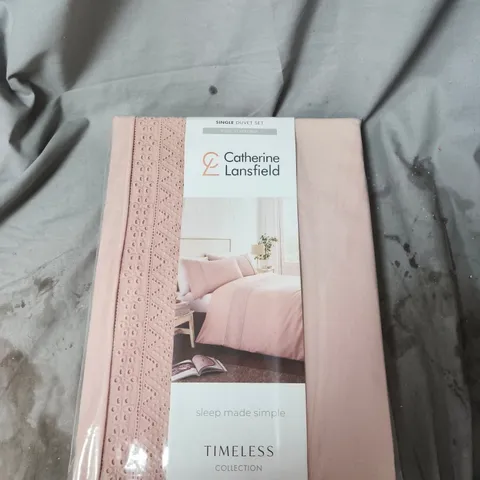 SINGLE DUVET SET
Catherine
Lansfield
sleep made simple
TIMELESS
COLLECTION